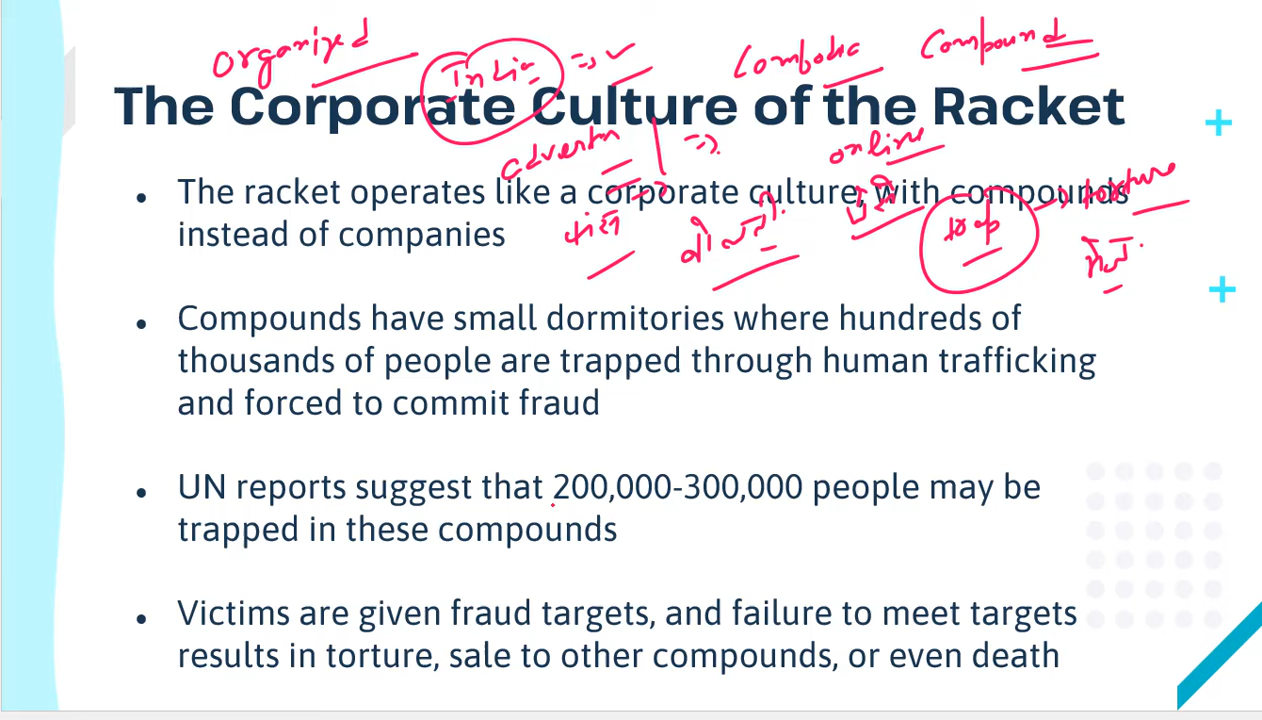 organized
India
Combodia
Compound
The Corporate Culture of the Racket
online
torture
The racket operates like a corporate culture, with compounds
instead of companies
Compounds have small dormitories where hundreds of
thousands of people are trapped through human trafficking
and forced to commit fraud
UN reports suggest that 200,000-300,000 people may be
trapped in these compounds
Victims are given fraud targets, and failure to meet targets
results in torture, sale to other compounds, or even death